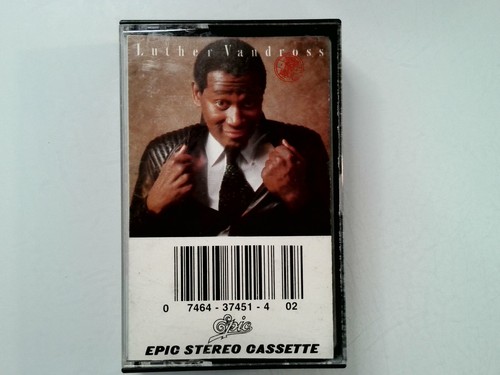 Luther Vandross
0 7464 - 37451 - 4 02
Epic
EPIC STEREO CASSETTE